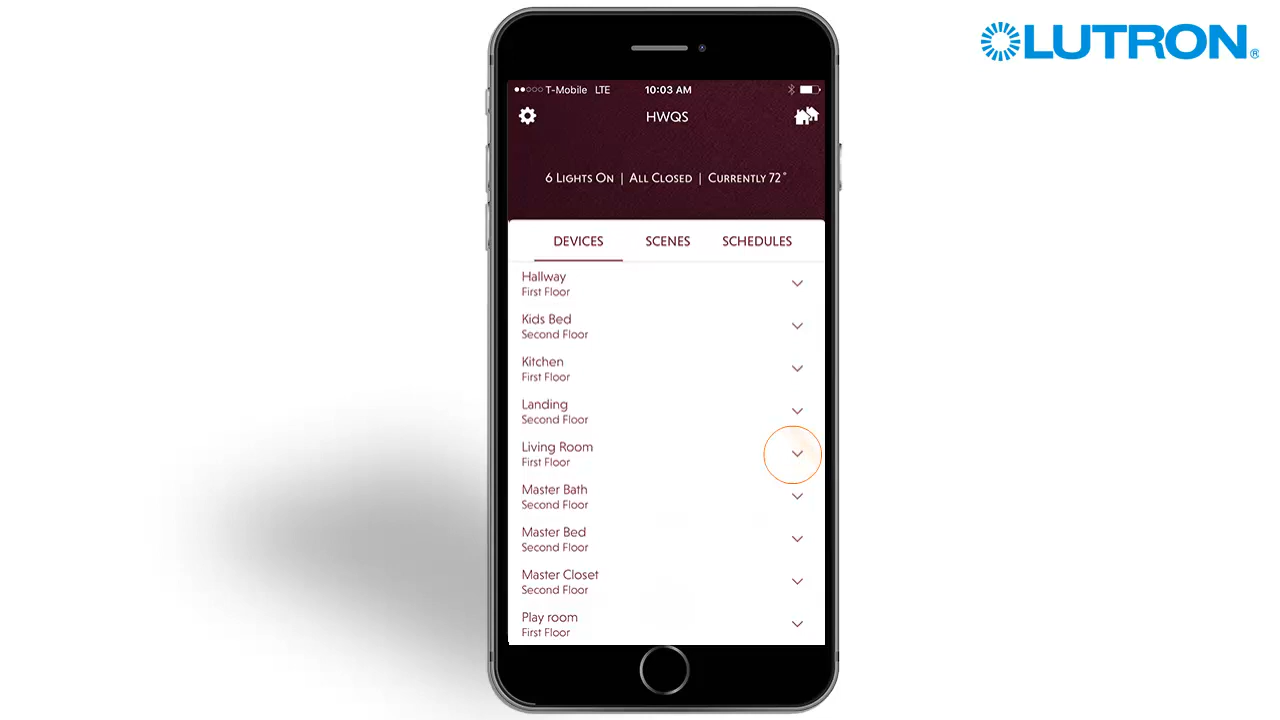 LUTRON®
T-Mobile LTE 10:03 AM
HWQS
6 Lights On | All Closed | Currently 72°
DEVICES SCENES SCHEDULES
Hallway
First Floor
Kids Bed
Second Floor
Kitchen
First Floor
Landing
Second Floor
Living Room
First Floor
Master Bath
Second Floor
Master Bed
Second Floor
Master Closet
Second Floor
Play room
First Floor